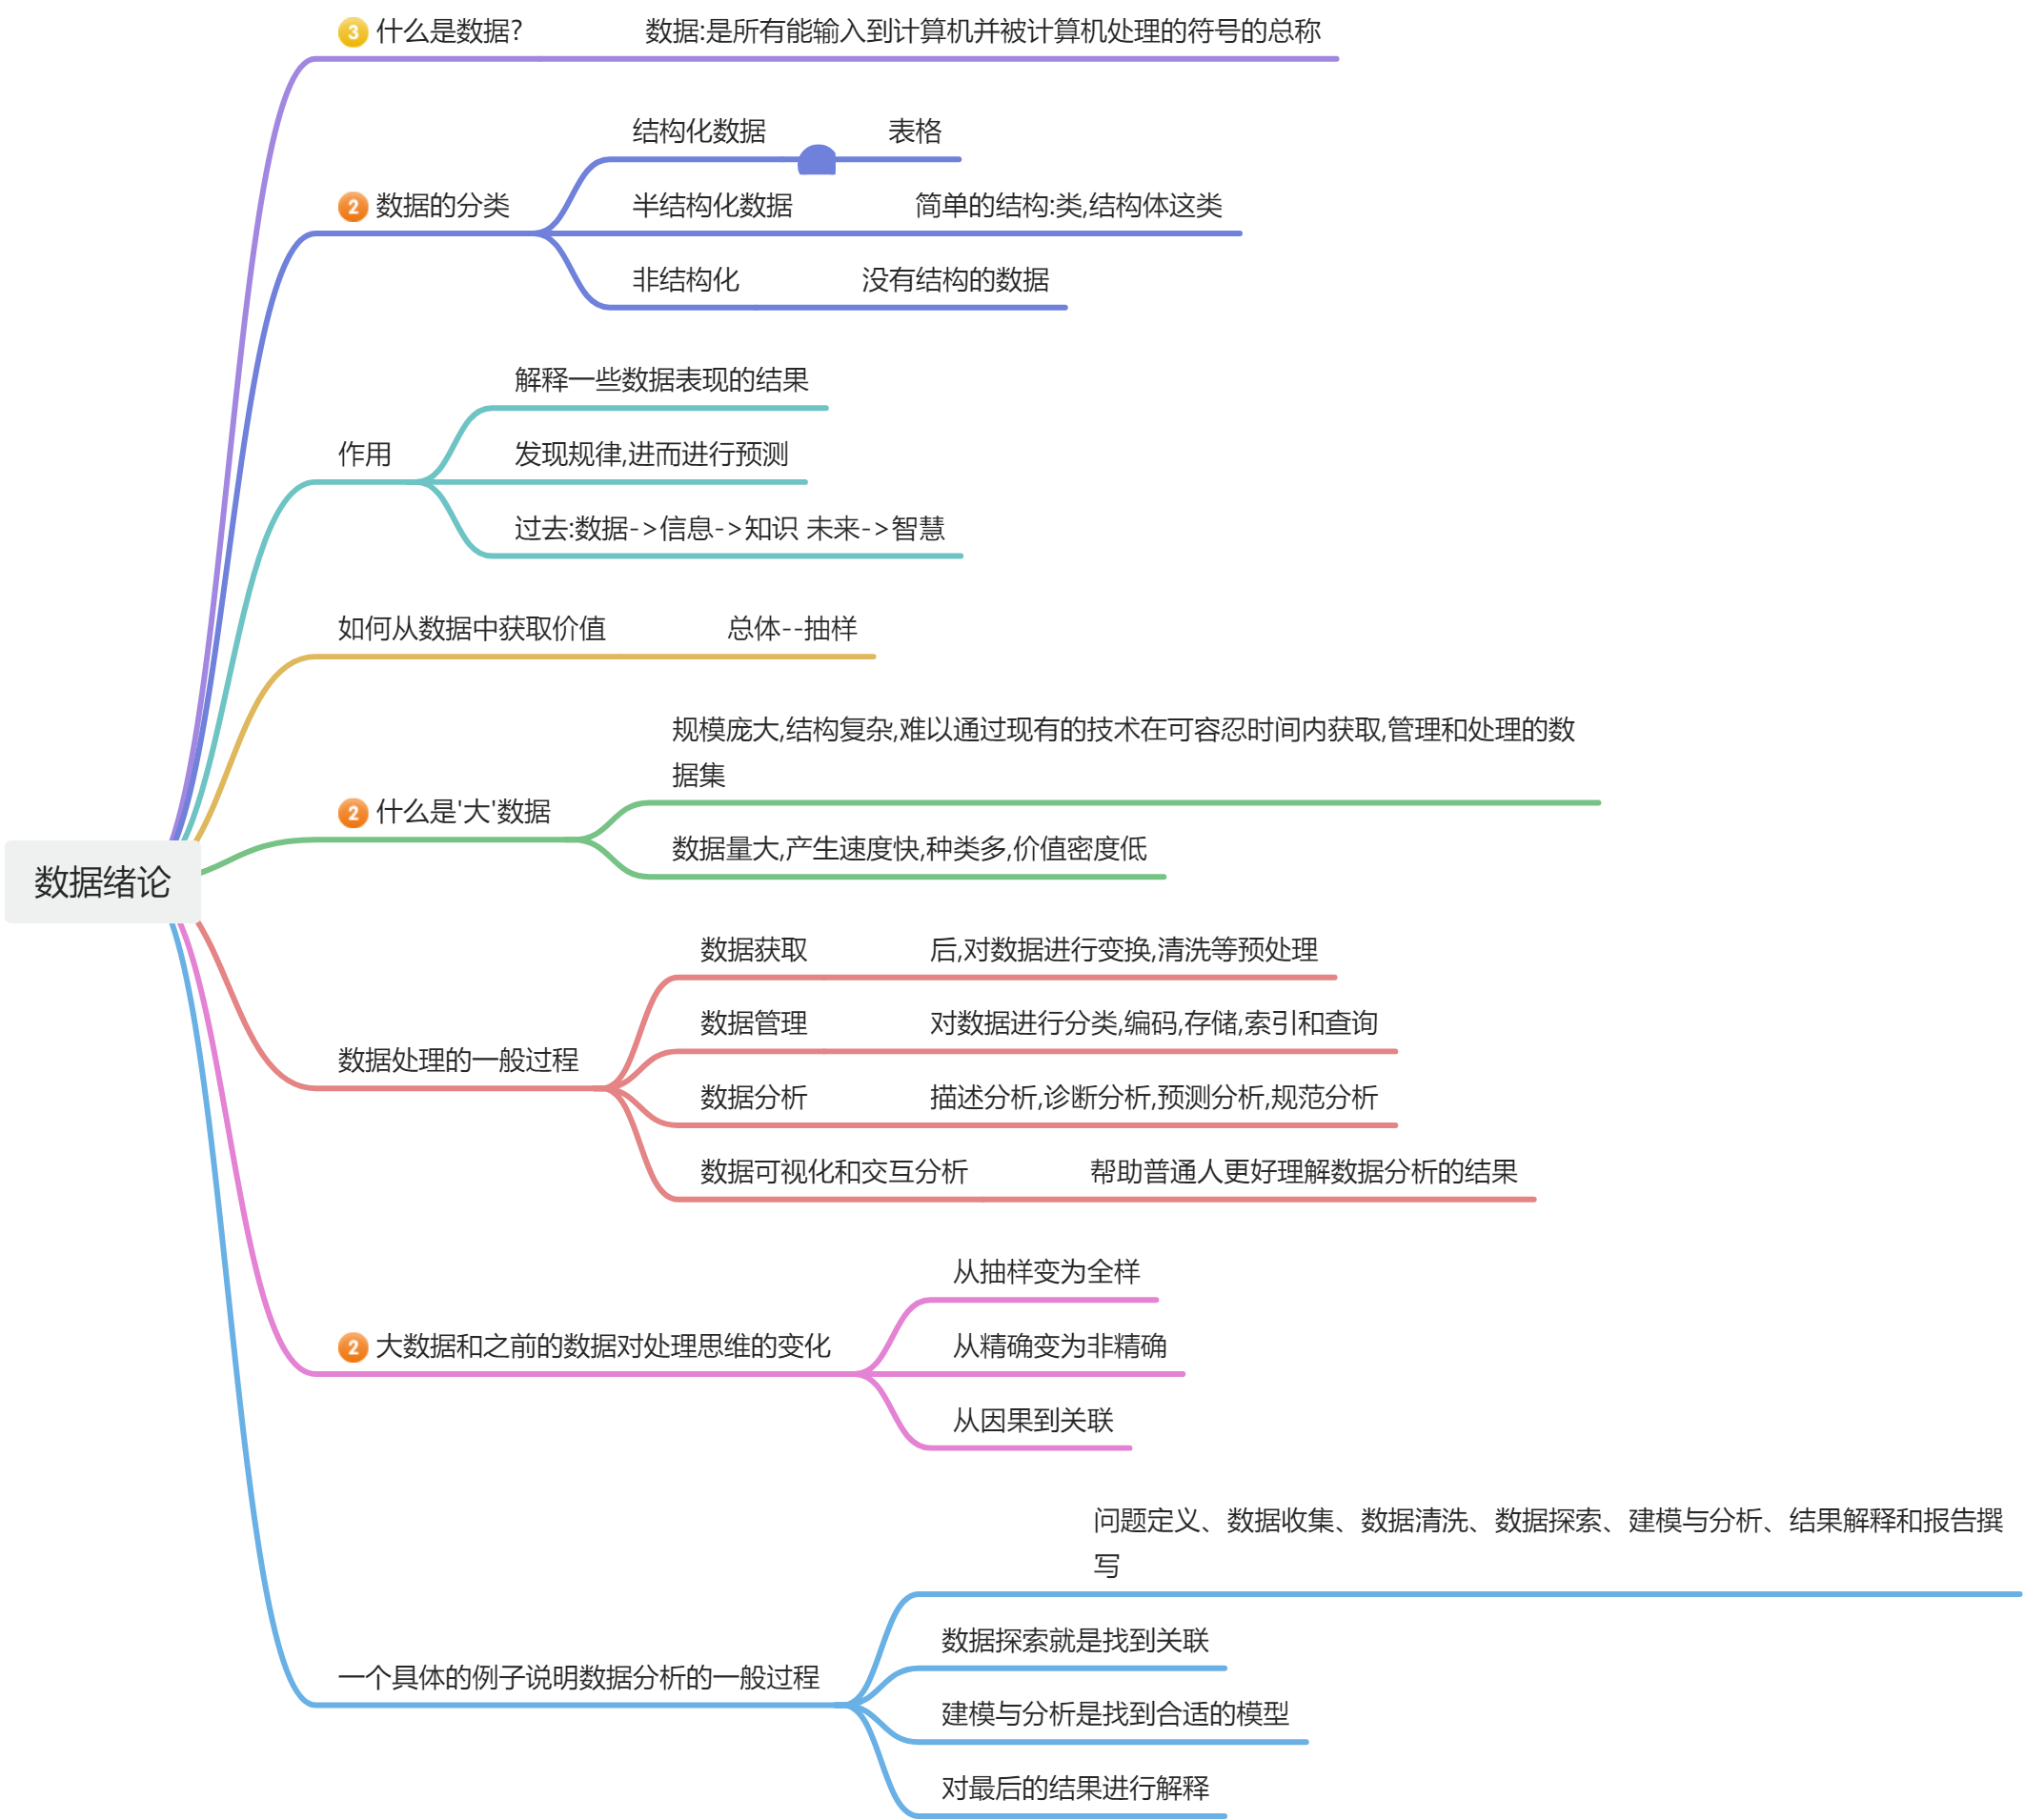 3 什么是数据?
数据:是所有能输入到计算机并被计算机处理的符号的总称
2 数据的分类
结构化数据
表格
半结构化数据
简单的结构:类,结构体这类
非结构化
没有结构的数据
作用
解释一些数据表现的结果
发现规律,进而进行预测
过去:数据->信息->知识 未来->智慧
如何从数据中获取价值
总体--抽样
2 什么是'大'数据
规模庞大,结构复杂,难以通过现有的技术在可容忍时间内获取,管理和处理的数
据集
数据量大,产生速度快,种类多,价值密度低
数据绪论
数据处理的一般过程
数据获取
后,对数据进行变换,清洗等预处理
数据管理
对数据进行分类,编码,存储,索引和查询
数据分析
描述分析,诊断分析,预测分析,规范分析
数据可视化和交互分析
帮助普通人更好理解数据分析的结果
2 大数据和之前的数据对处理思维的变化
从抽样变为全样
从精确变为非精确
从因果到关联
一个具体的例子说明数据分析的一般过程
问题定义、数据收集、数据清洗、数据探索、建模与分析、结果解释和报告撰
写
数据探索就是找到关联
建模与分析是找到合适的模型
对最后的结果进行解释